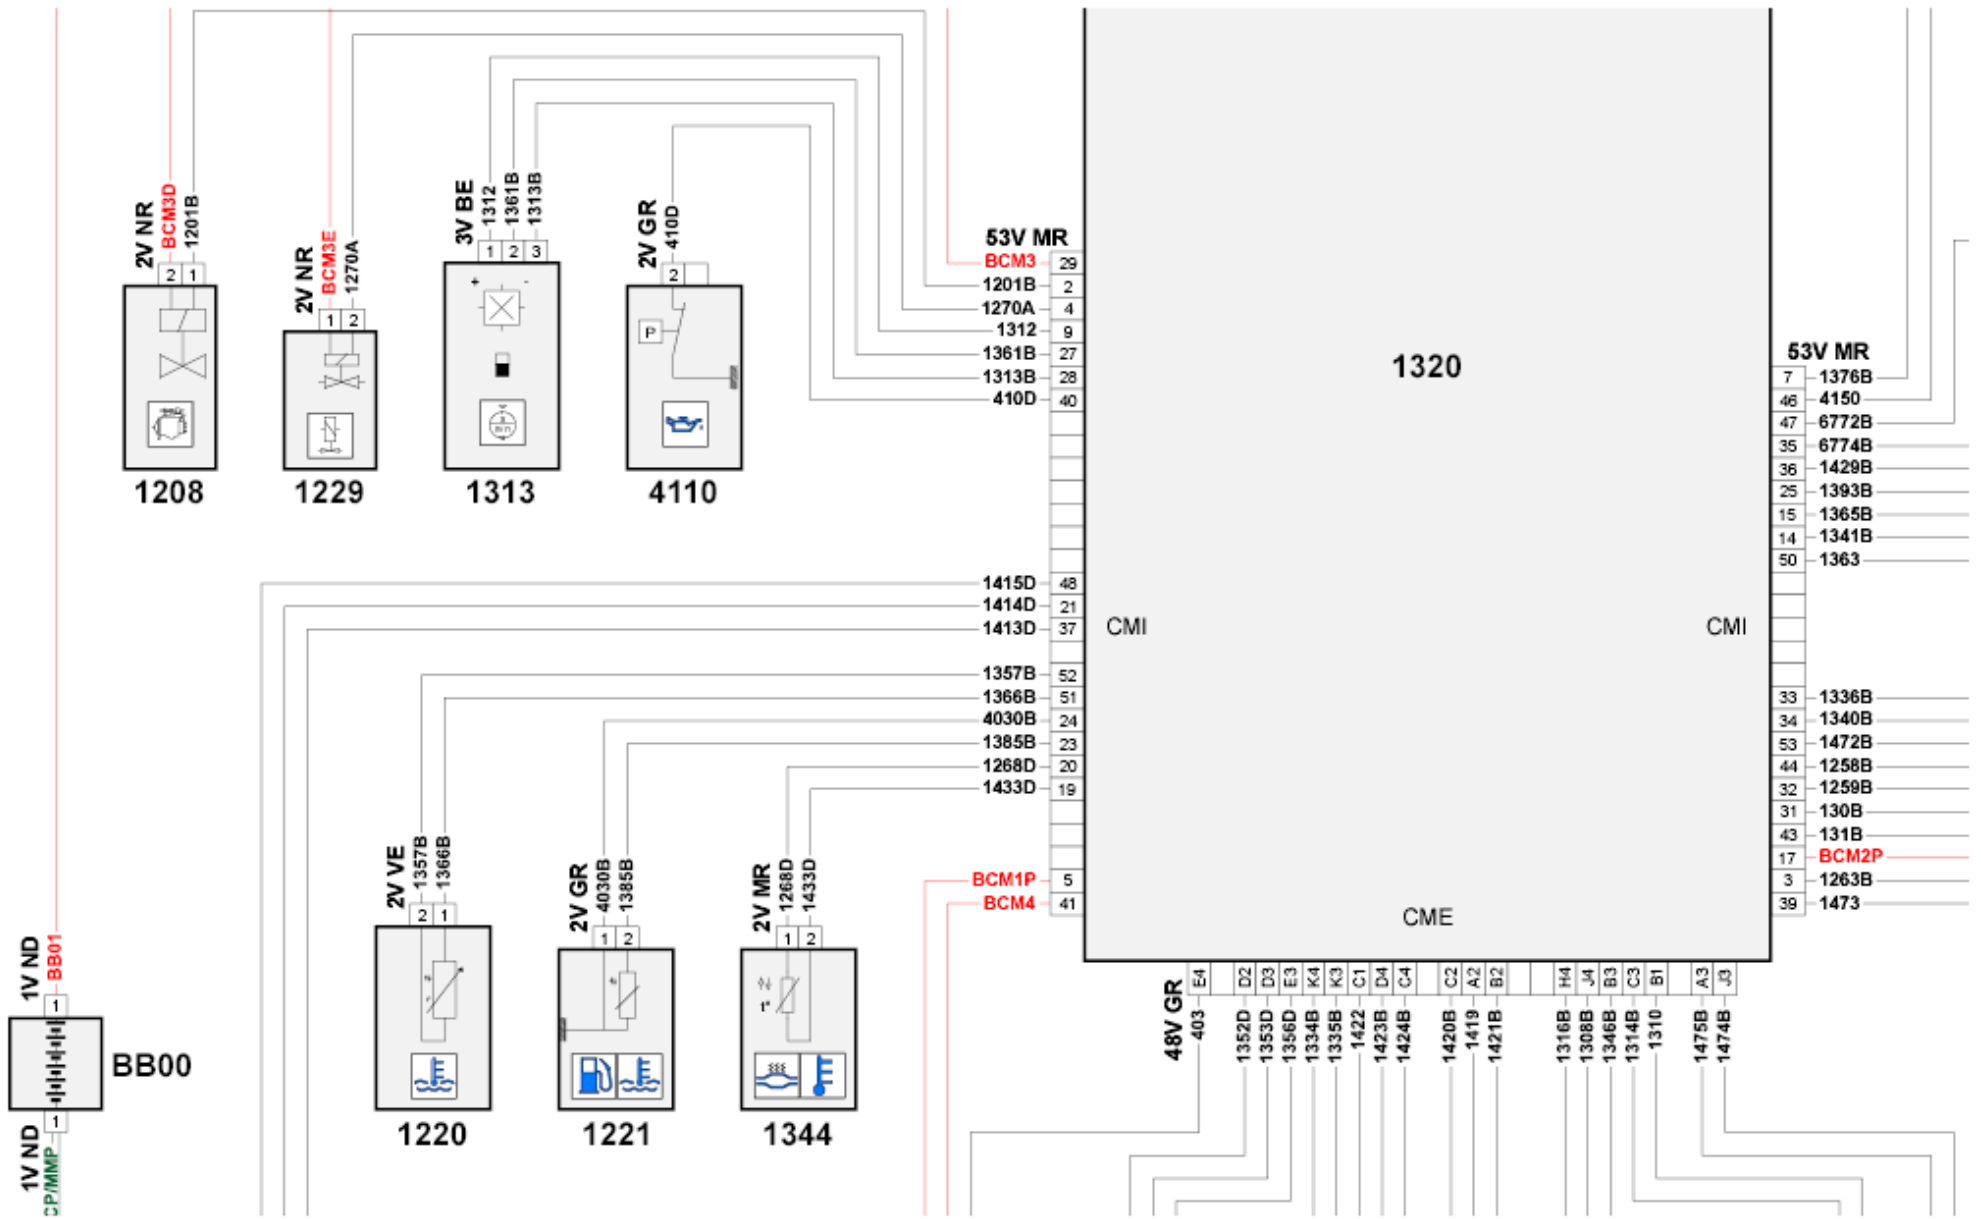 2V NR
BCM3D
1201B
2 1
1208
2V NR
BCM3E
1270A
1 2
1229
3V BE
1312
1361B
1313B
1 2 3
+ -
1313
2V GR
410D
2
P
4110
53V MR
BCM3 29
1201B 2
1270A 4
1312 9
1361B 27
1313B 28
410D 40
1415D 48
1414D 21
1413D 37
1357B 52
1366B 51
4030B 24
1385B 23
1268D 20
1433D 19
BCM1P 5
BCM4 41
1320
CMI
CMI
CME
53V MR
7 1376B
46 4150
47 6772B
35 6774B
36 1429B
25 1393B
15 1365B
14 1341B
50 1363
33 1336B
34 1340B
53 1472B
44 1258B
32 1259B
31 130B
43 131B
17 BCM2P
3 1263B
39 1473
2V VE
1357B
1366B
2 1
1220
2V GR
4030B
1385B
1 2
1221
2V MR
1268D
1433D
1 2
t°
1344
1V ND
BB01
1
BB00
1
1V ND
CP/MMP
48V GR
E4 403
D2 1352D
D3 1353D
E3 1356D
K4 1334B
K3 1335B
C1 1422
D4 1423B
C4 1424B
C2 1420B
A2 1419
B2 1421B
H4 1316B
J4 1308B
B3 1346B
C3 1314B
B1 1310
A3 1475B
J3 1474B